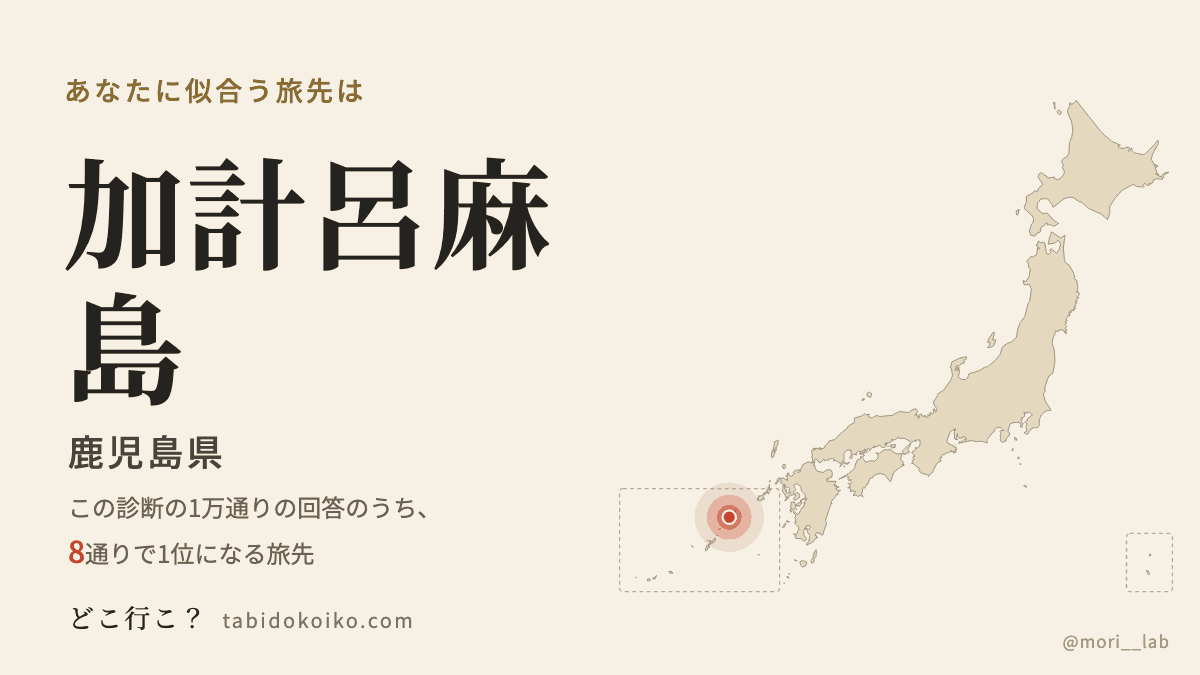 あなたに似合う旅先は
加計呂麻
島
鹿児島県
この診断の1万通りの回答のうち、
8通りで1位になる旅先
どこ行こ？ tabidokoiko.com
@mori__lab